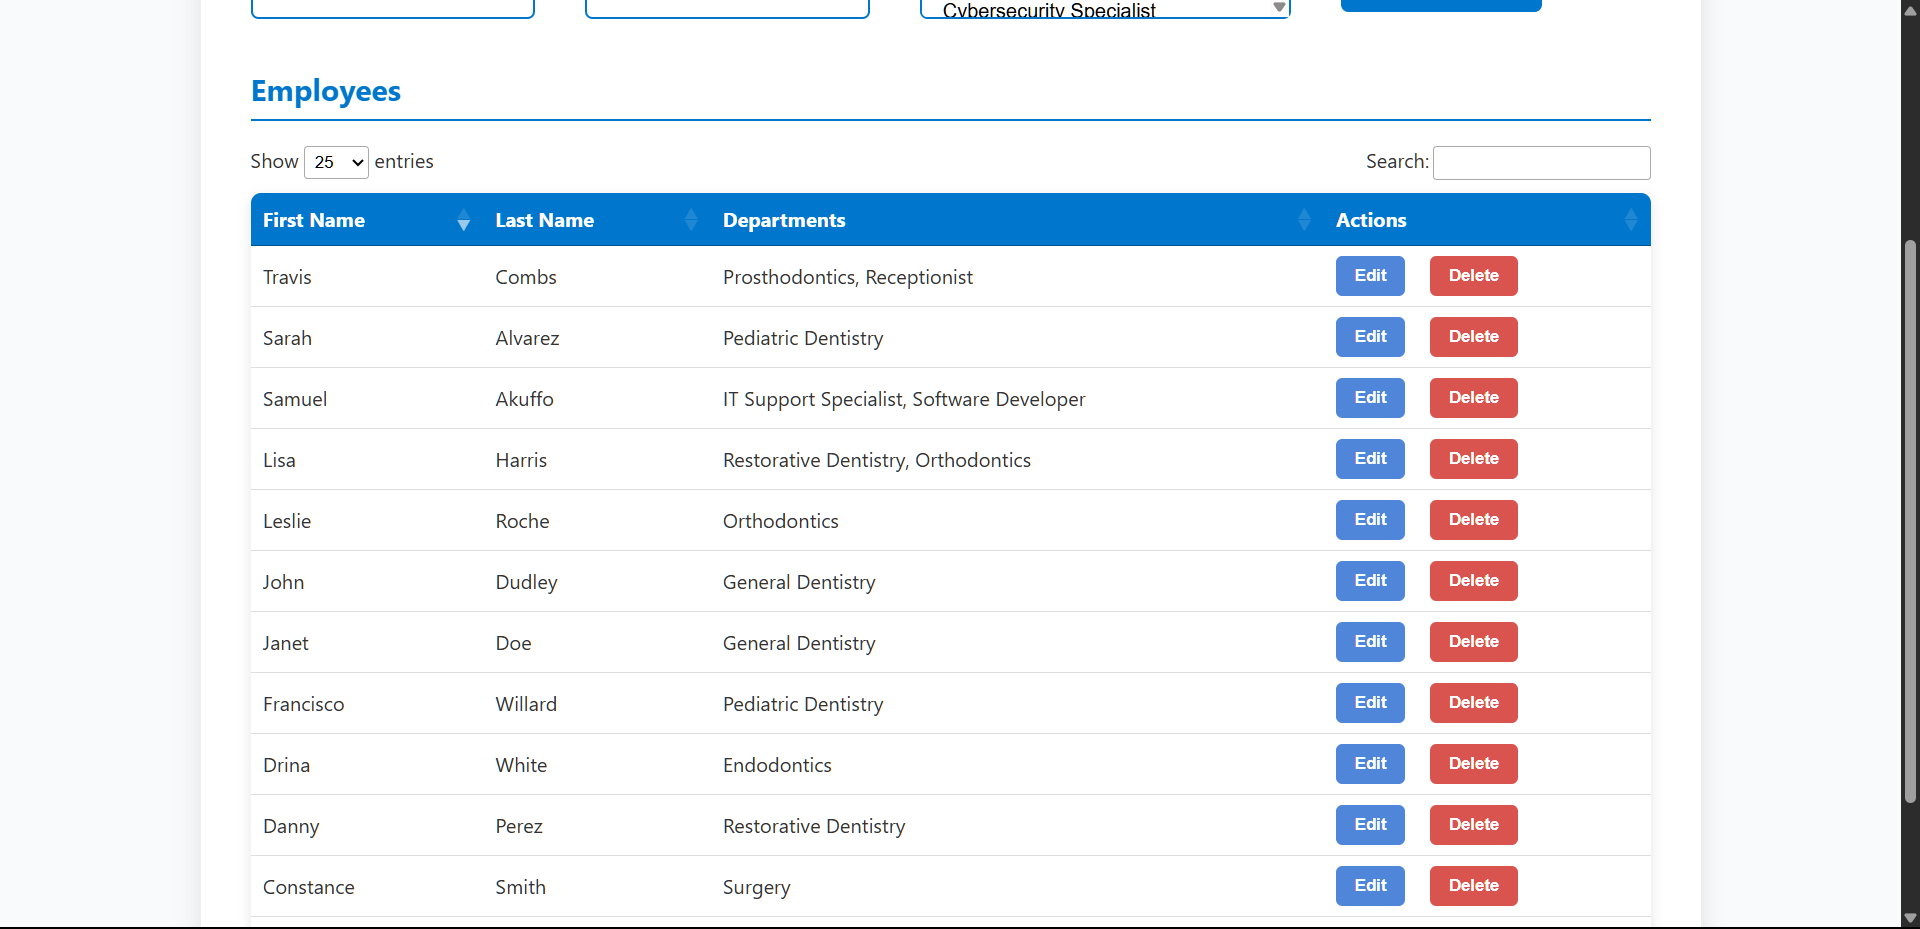 Cybersecurity Specialist
Employees
Show 25 entries
Search:
First Name Last Name Departments Actions
Travis Combs Prosthodontics, Receptionist Edit Delete
Sarah Alvarez Pediatric Dentistry Edit Delete
Samuel Akuffo IT Support Specialist, Software Developer Edit Delete
Lisa Harris Restorative Dentistry, Orthodontics Edit Delete
Leslie Roche Orthodontics Edit Delete
John Dudley General Dentistry Edit Delete
Janet Doe General Dentistry Edit Delete
Francisco Willard Pediatric Dentistry Edit Delete
Drina White Endodontics Edit Delete
Danny Perez Restorative Dentistry Edit Delete
Constance Smith Surgery Edit Delete